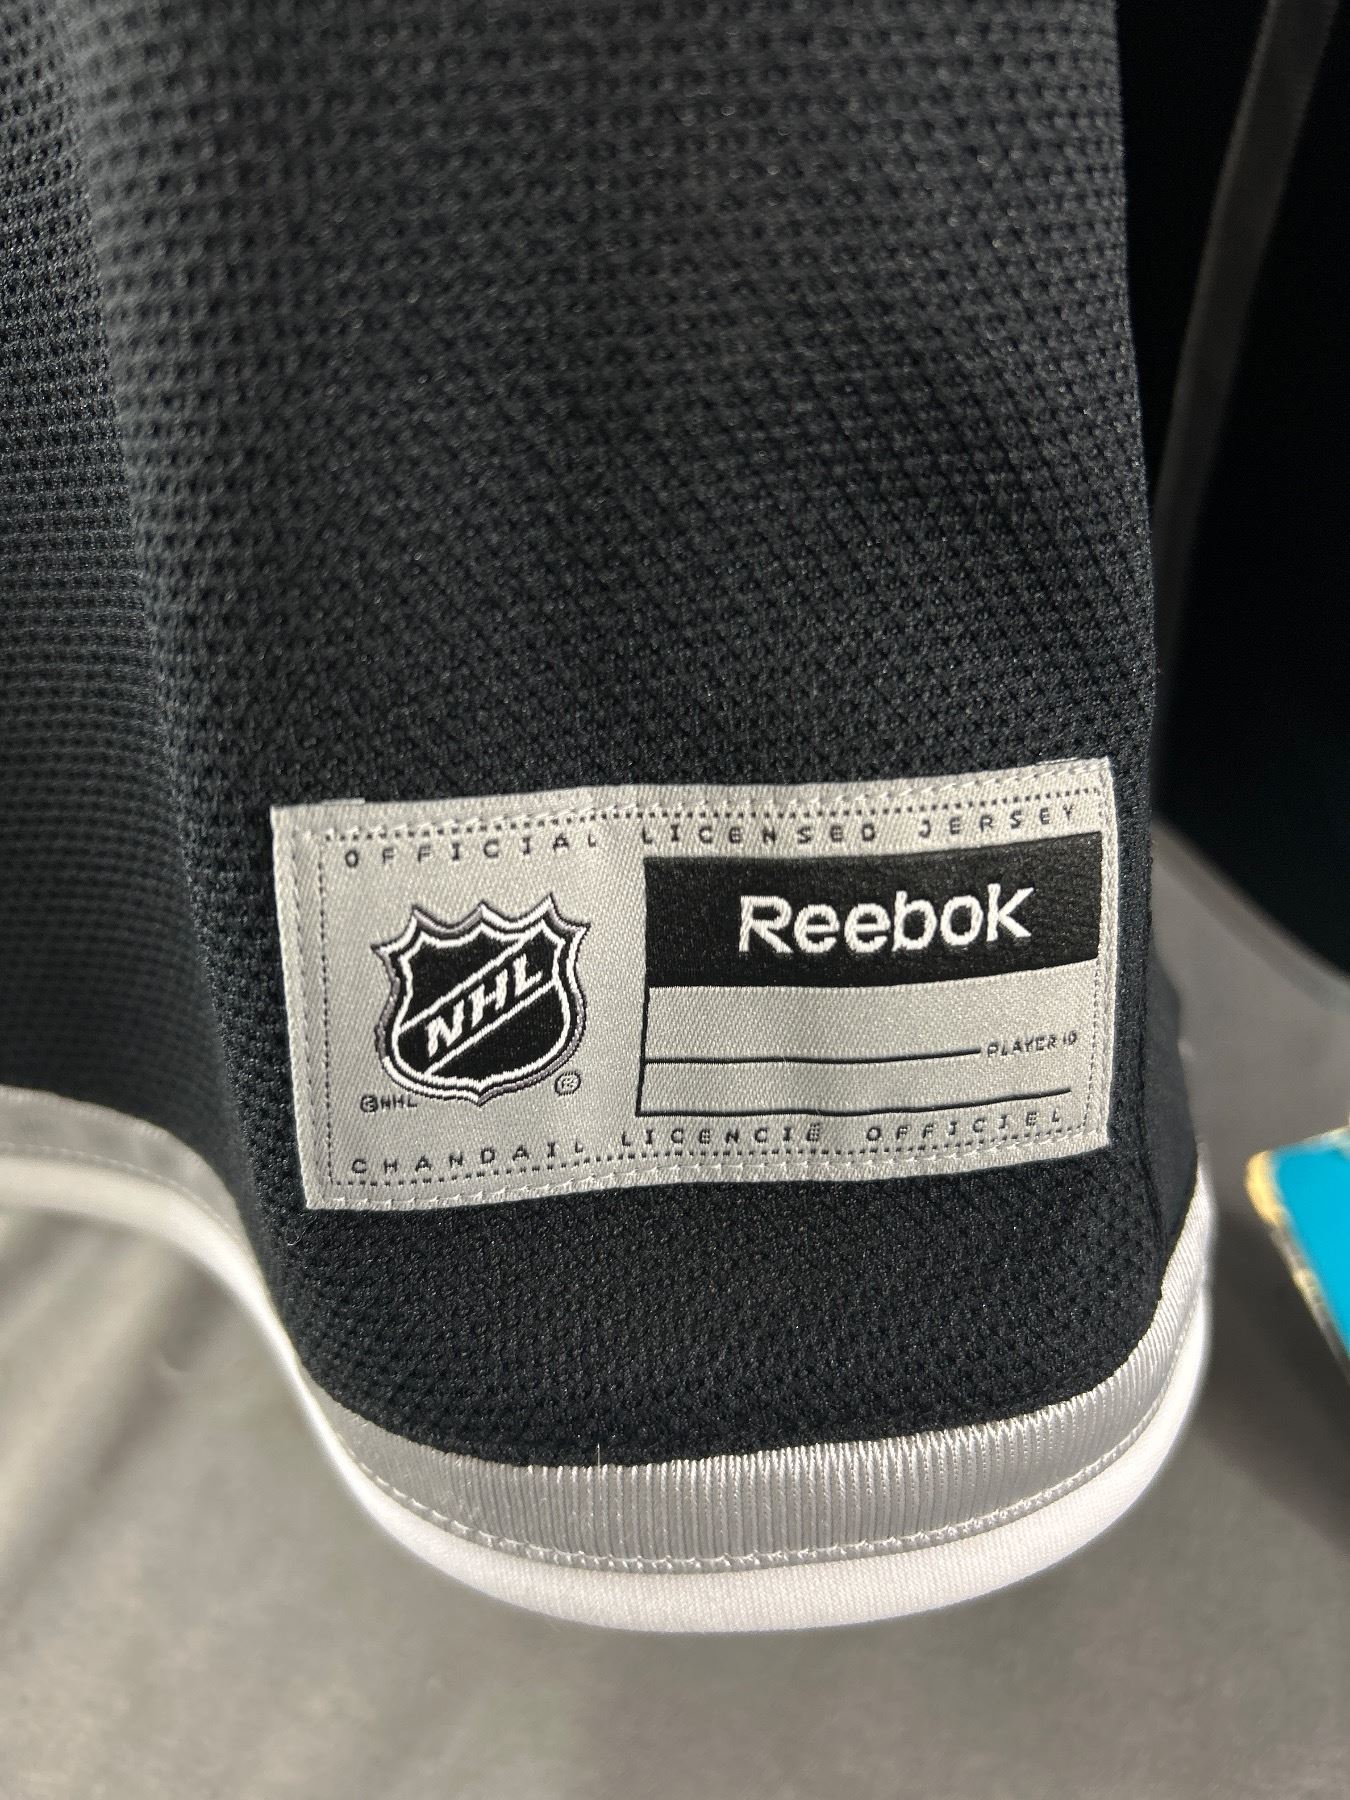 OFFICIAL LICENSED JERSEY
Reebok
NHL
PLAYER ID
©NHL ®
CHANDAIL LICENCIÉ OFFICIEL